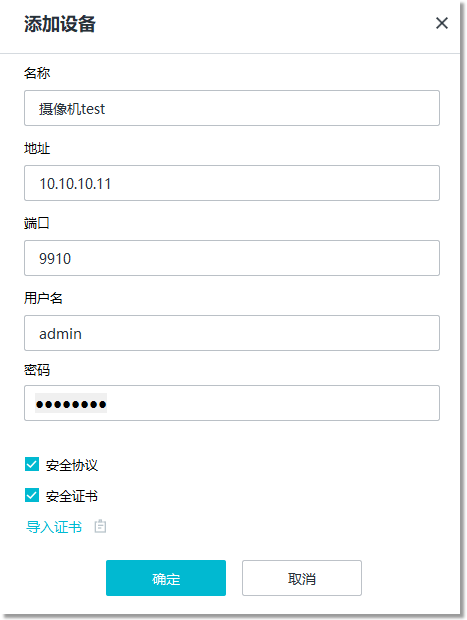 添加设备
名称
摄像机test
地址
10.10.10.11
端口
9910
用户名
admin
密码
●●●●●●●●
安全协议
安全证书
导入证书
确定
取消